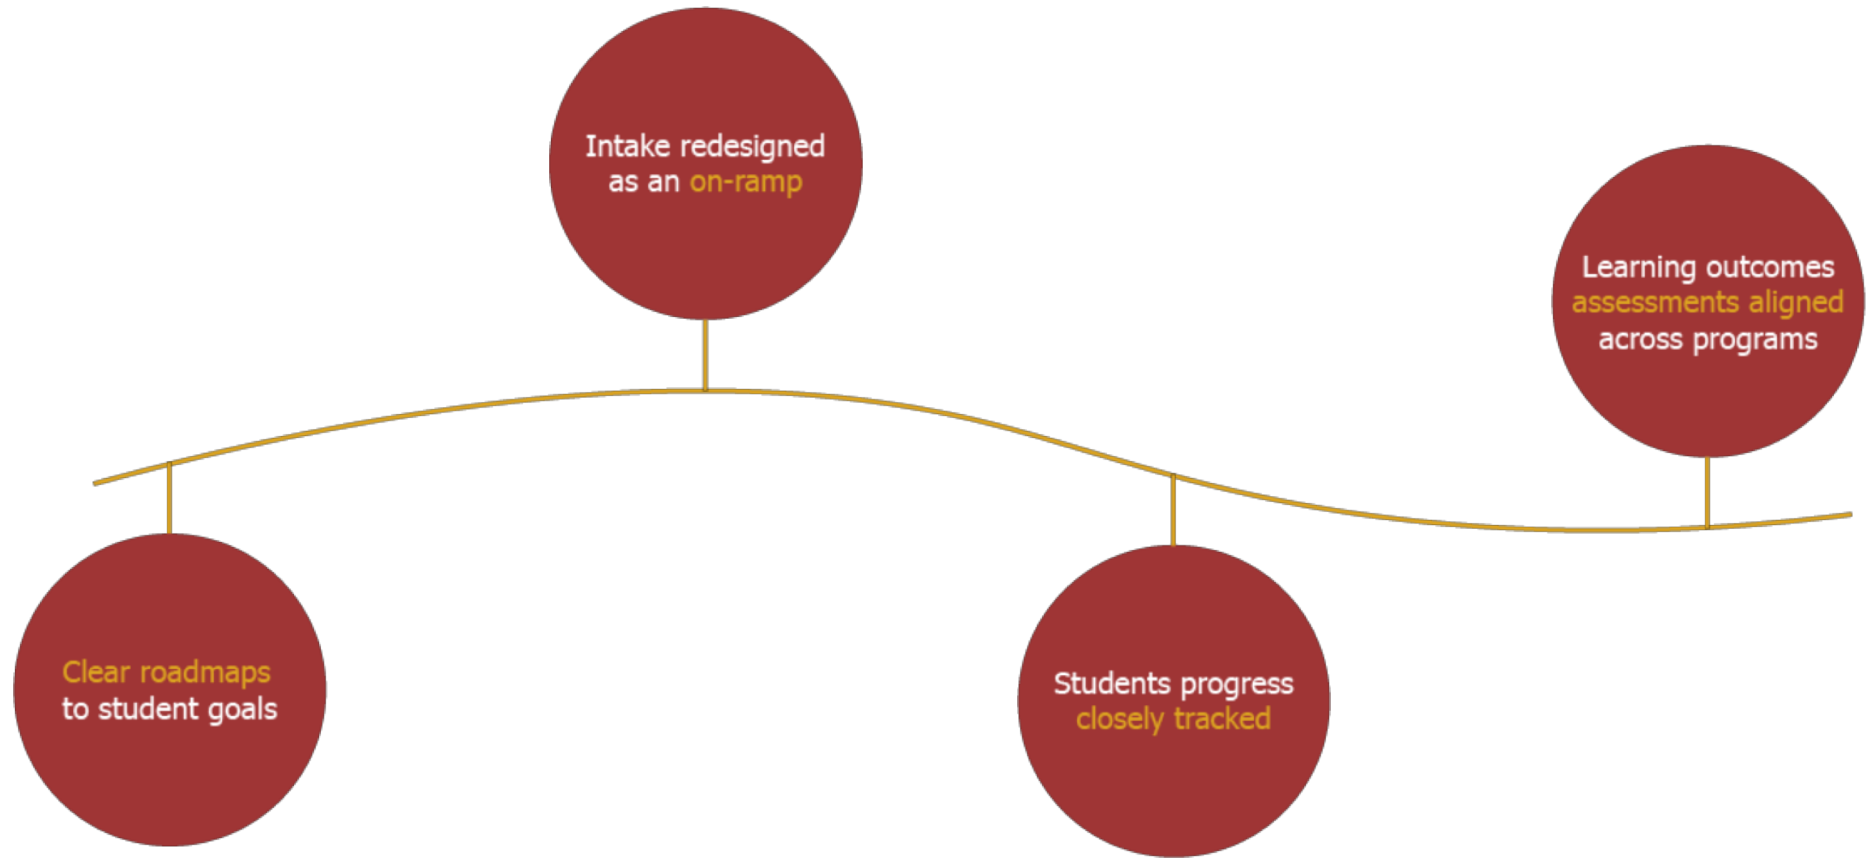 Clear roadmaps
to student goals
Intake redesigned
as an on-ramp
Students progress
closely tracked
Learning outcomes
assessments aligned
across programs